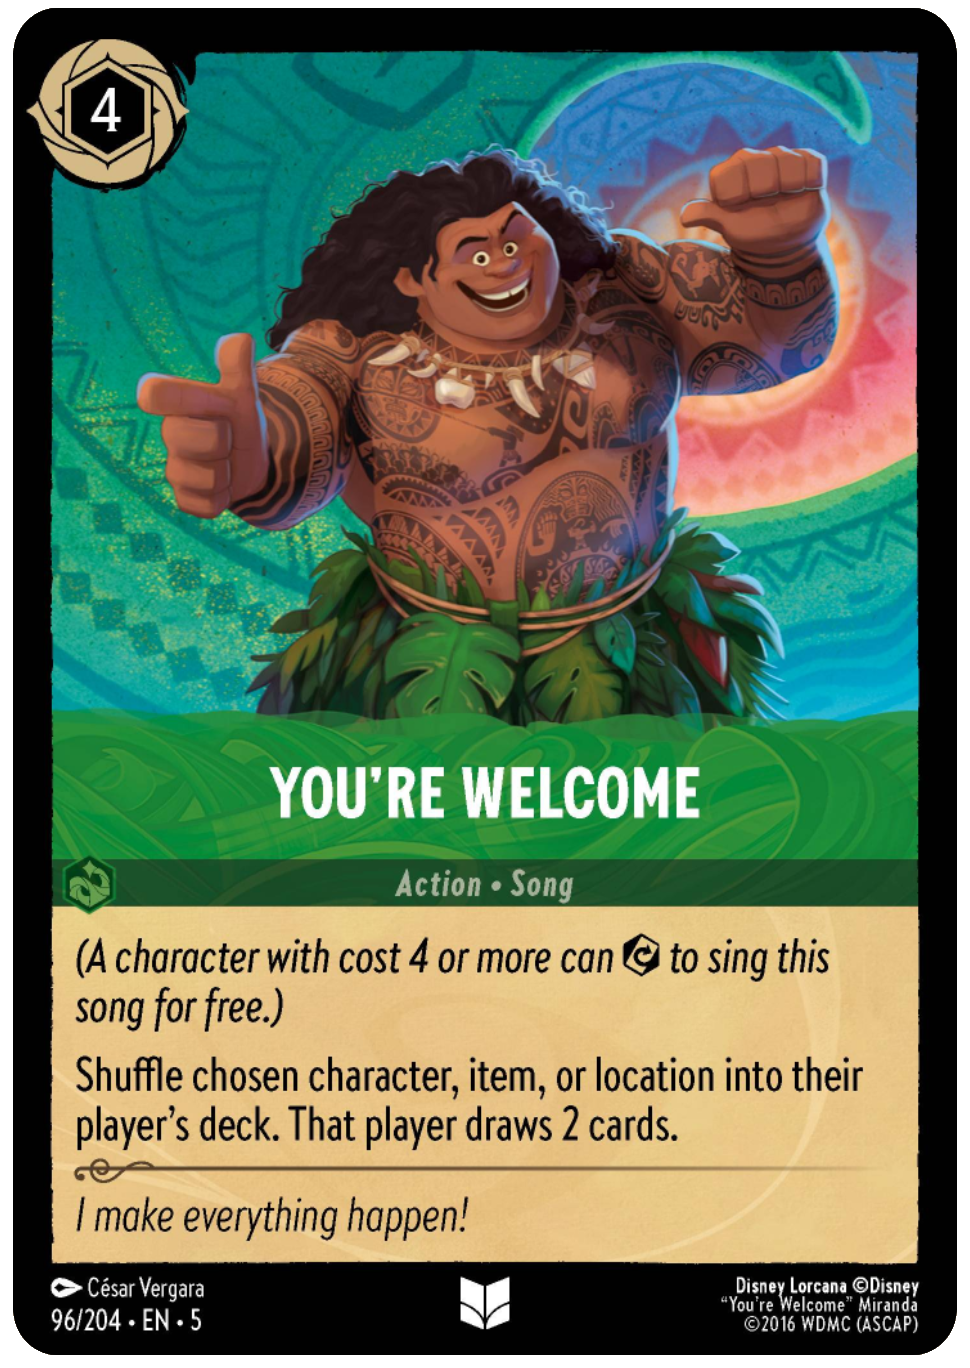 4
YOU'RE WELCOME
Action • Song
(A character with cost 4 or more can to sing this
song for free.)
Shuffle chosen character, item, or location into their
player's deck. That player draws 2 cards.
I make everything happen!
César Vergara
96/204 • EN • 5
Disney Lorcana ©Disney
“You're Welcome” Miranda
©2016 WDMC (ASCAP)